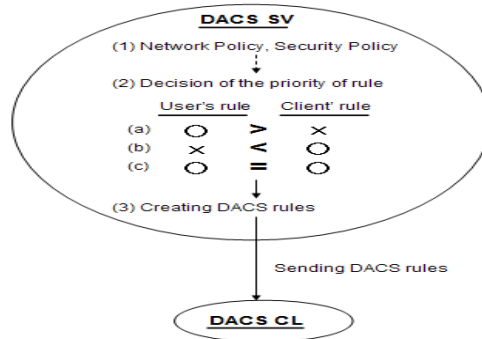 DACS SV
(1) Network Policy, Security Policy
(2) Decision of the priority of rule
User's rule Client' rule
(a) ○ > ×
(b) × < ○
(c) ○ = ○
(3) Creating DACS rules
Sending DACS rules
DACS CL